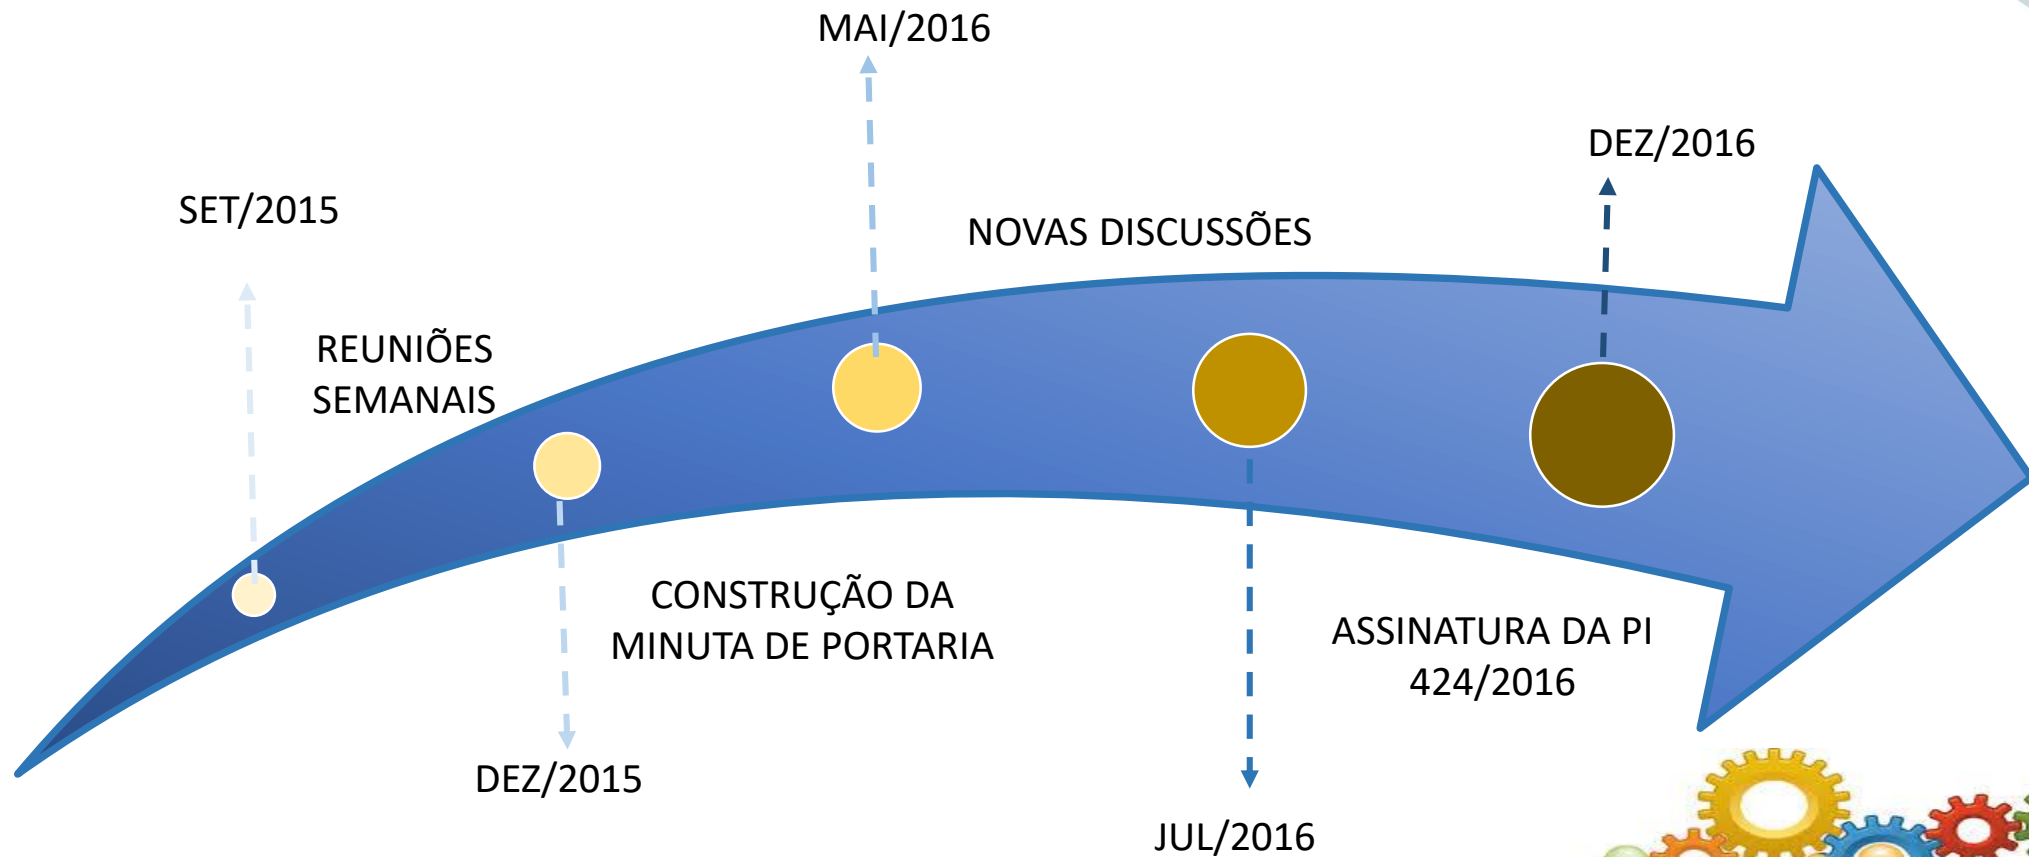 MAI/2016
DEZ/2016
SET/2015
NOVAS DISCUSSÕES
REUNIÕES
SEMANAIS
CONSTRUÇÃO DA
MINUTA DE PORTARIA
ASSINATURA DA PI
424/2016
DEZ/2015
JUL/2016